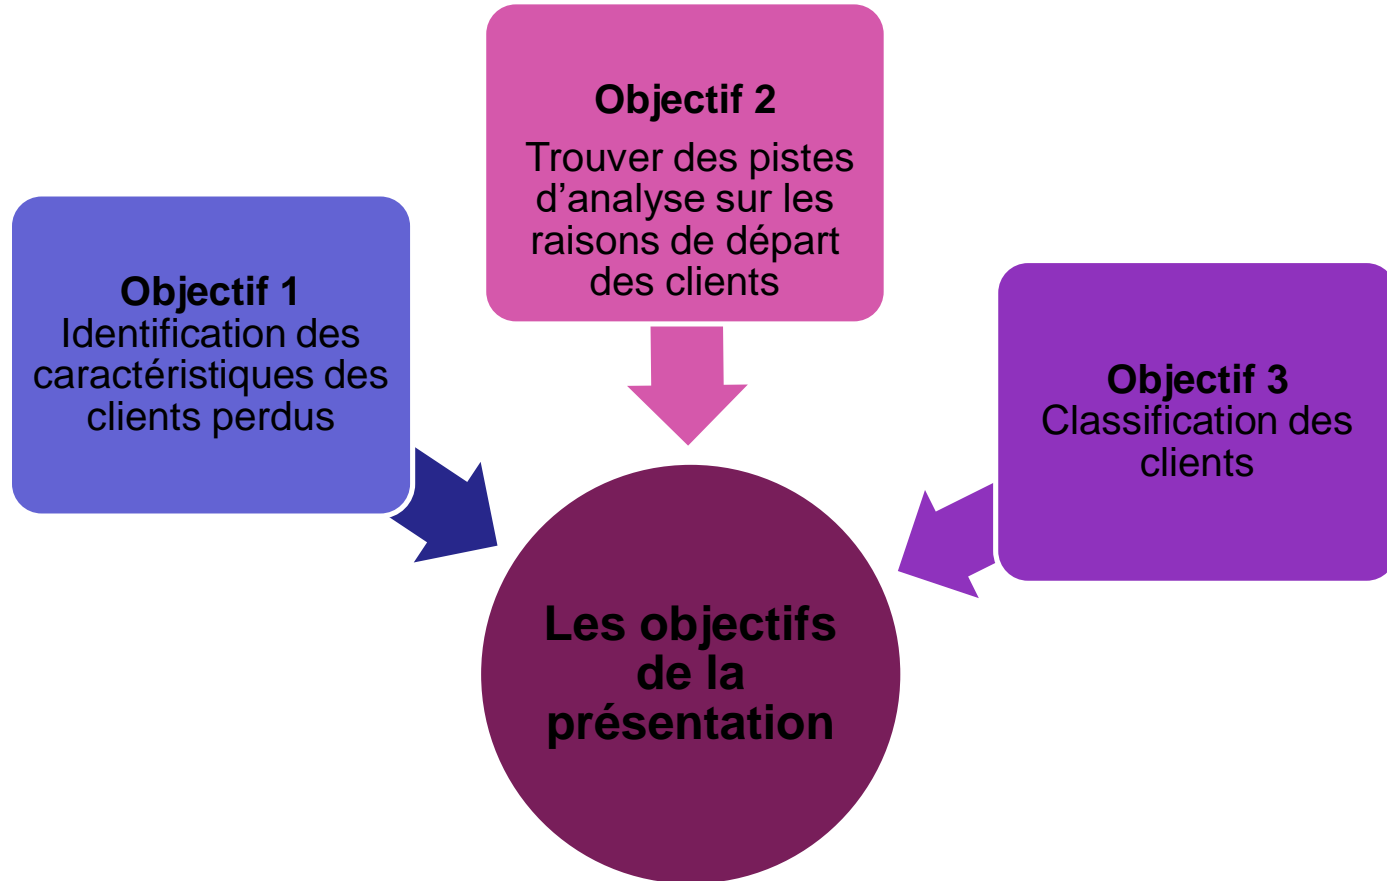 Objectif 1
Identification des
caractéristiques des
clients perdus
Objectif 2
Trouver des pistes
d’analyse sur les
raisons de départ
des clients
Objectif 3
Classification des
clients
Les objectifs
de la
présentation